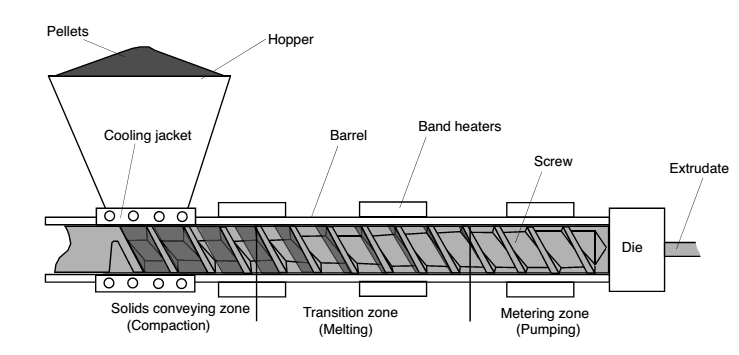 Pellets
Hopper
Cooling jacket
Barrel
Band heaters
Screw
Extrudate
Die
Solids conveying zone
(Compaction)
Transition zone
(Melting)
Metering zone
(Pumping)